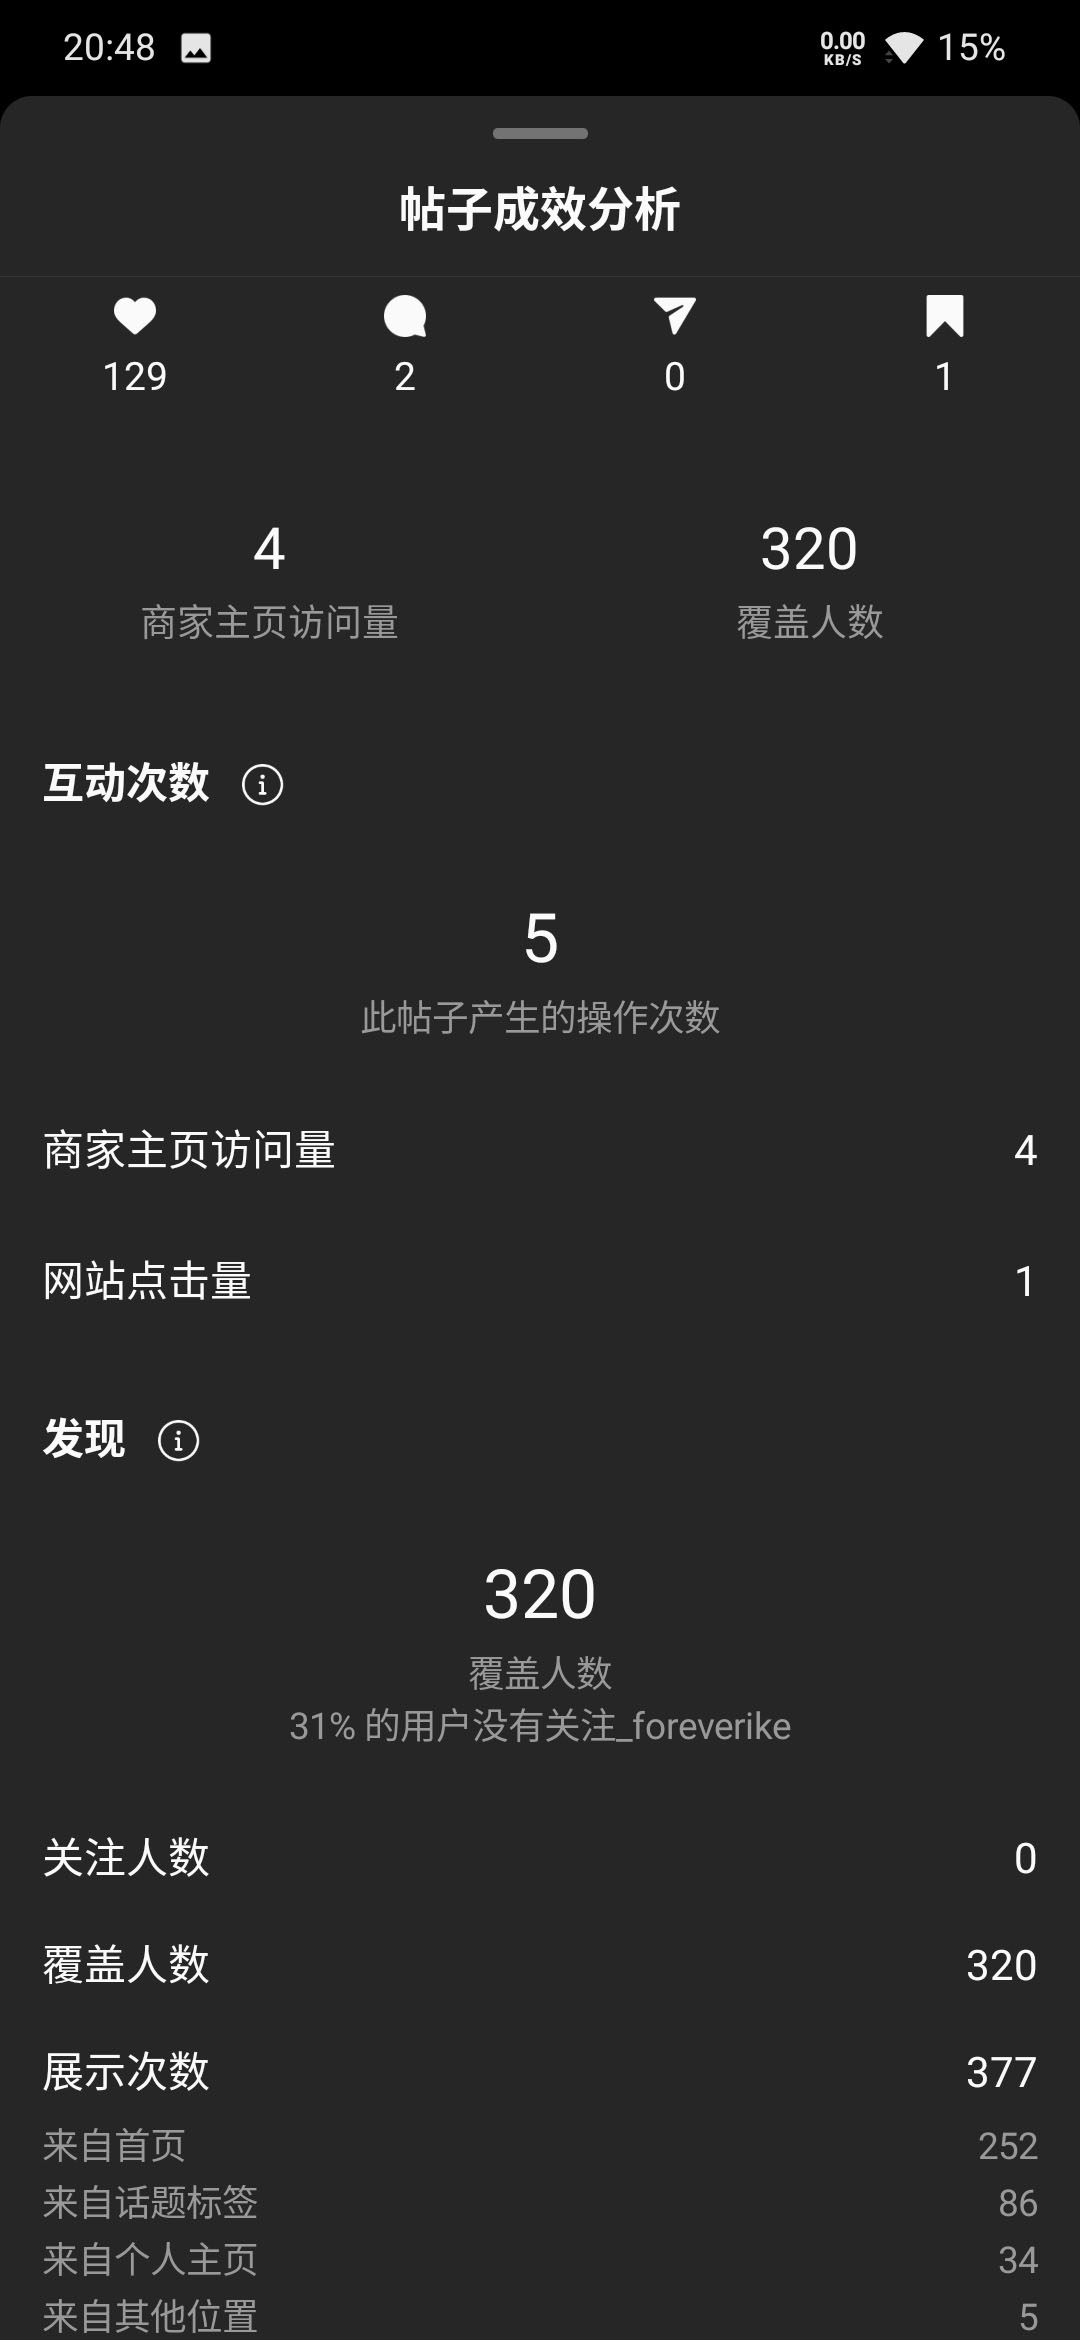 20:48
0.00
KB/S
15%
帖子成效分析
129
2
0
1
4
商家主页访问量
320
覆盖人数
互动次数
5
此帖子产生的操作次数
商家主页访问量 4
网站点击量 1
发现
320
覆盖人数
31% 的用户没有关注_foreverike
关注人数 0
覆盖人数 320
展示次数 377
来自首页 252
来自话题标签 86
来自个人主页 34
来自其他位置 5